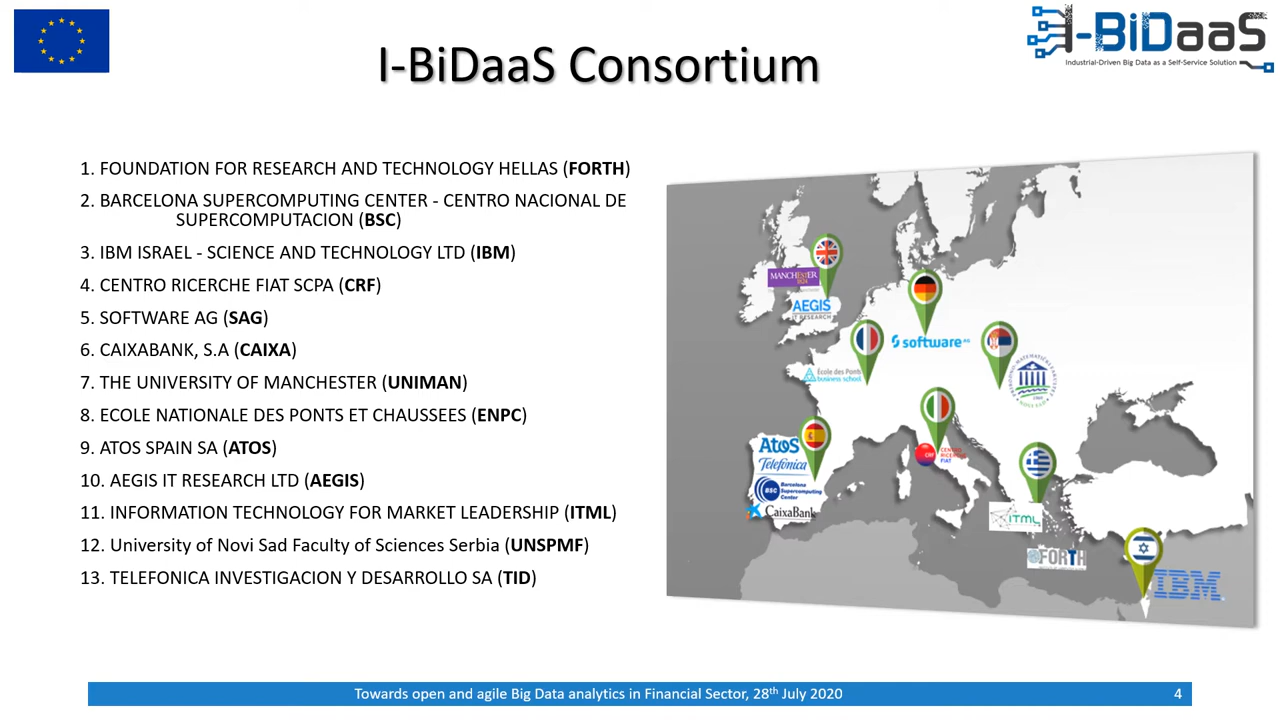 I-BiDaaS
Industrial-Driven Big Data as a Self-Service Solution
I-BiDaaS Consortium
1. FOUNDATION FOR RESEARCH AND TECHNOLOGY HELLAS (FORTH)
2. BARCELONA SUPERCOMPUTING CENTER - CENTRO NACIONAL DE
SUPERCOMPUTACION (BSC)
3. IBM ISRAEL - SCIENCE AND TECHNOLOGY LTD (IBM)
4. CENTRO RICERCHE FIAT SCPA (CRF)
5. SOFTWARE AG (SAG)
6. CAIXABANK, S.A (CAIXA)
7. THE UNIVERSITY OF MANCHESTER (UNIMAN)
8. ECOLE NATIONALE DES PONTS ET CHAUSSEES (ENPC)
9. ATOS SPAIN SA (ATOS)
10. AEGIS IT RESEARCH LTD (AEGIS)
11. INFORMATION TECHNOLOGY FOR MARKET LEADERSHIP (ITML)
12. University of Novi Sad Faculty of Sciences Serbia (UNSPMF)
13. TELEFONICA INVESTIGACION Y DESARROLLO SA (TID)
MANCHESTER
1824
AEGIS
IT RESEARCH
software AG
École des Ponts
business school
Atos
Telefónica
BSC
Barcelona
Supercomputing
Center
CaixaBank
CRF
CENTRO
RICERCHE
FIAT
ITML
FORTH
IBM
Towards open and agile Big Data analytics in Financial Sector, 28th July 2020
4